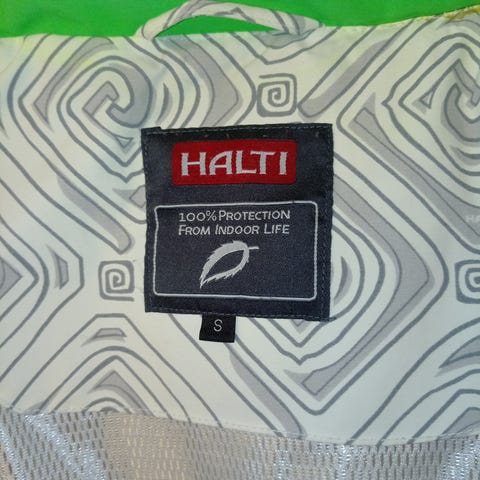 HALTI
100% PROTECTION
FROM INDOOR LIFE
S